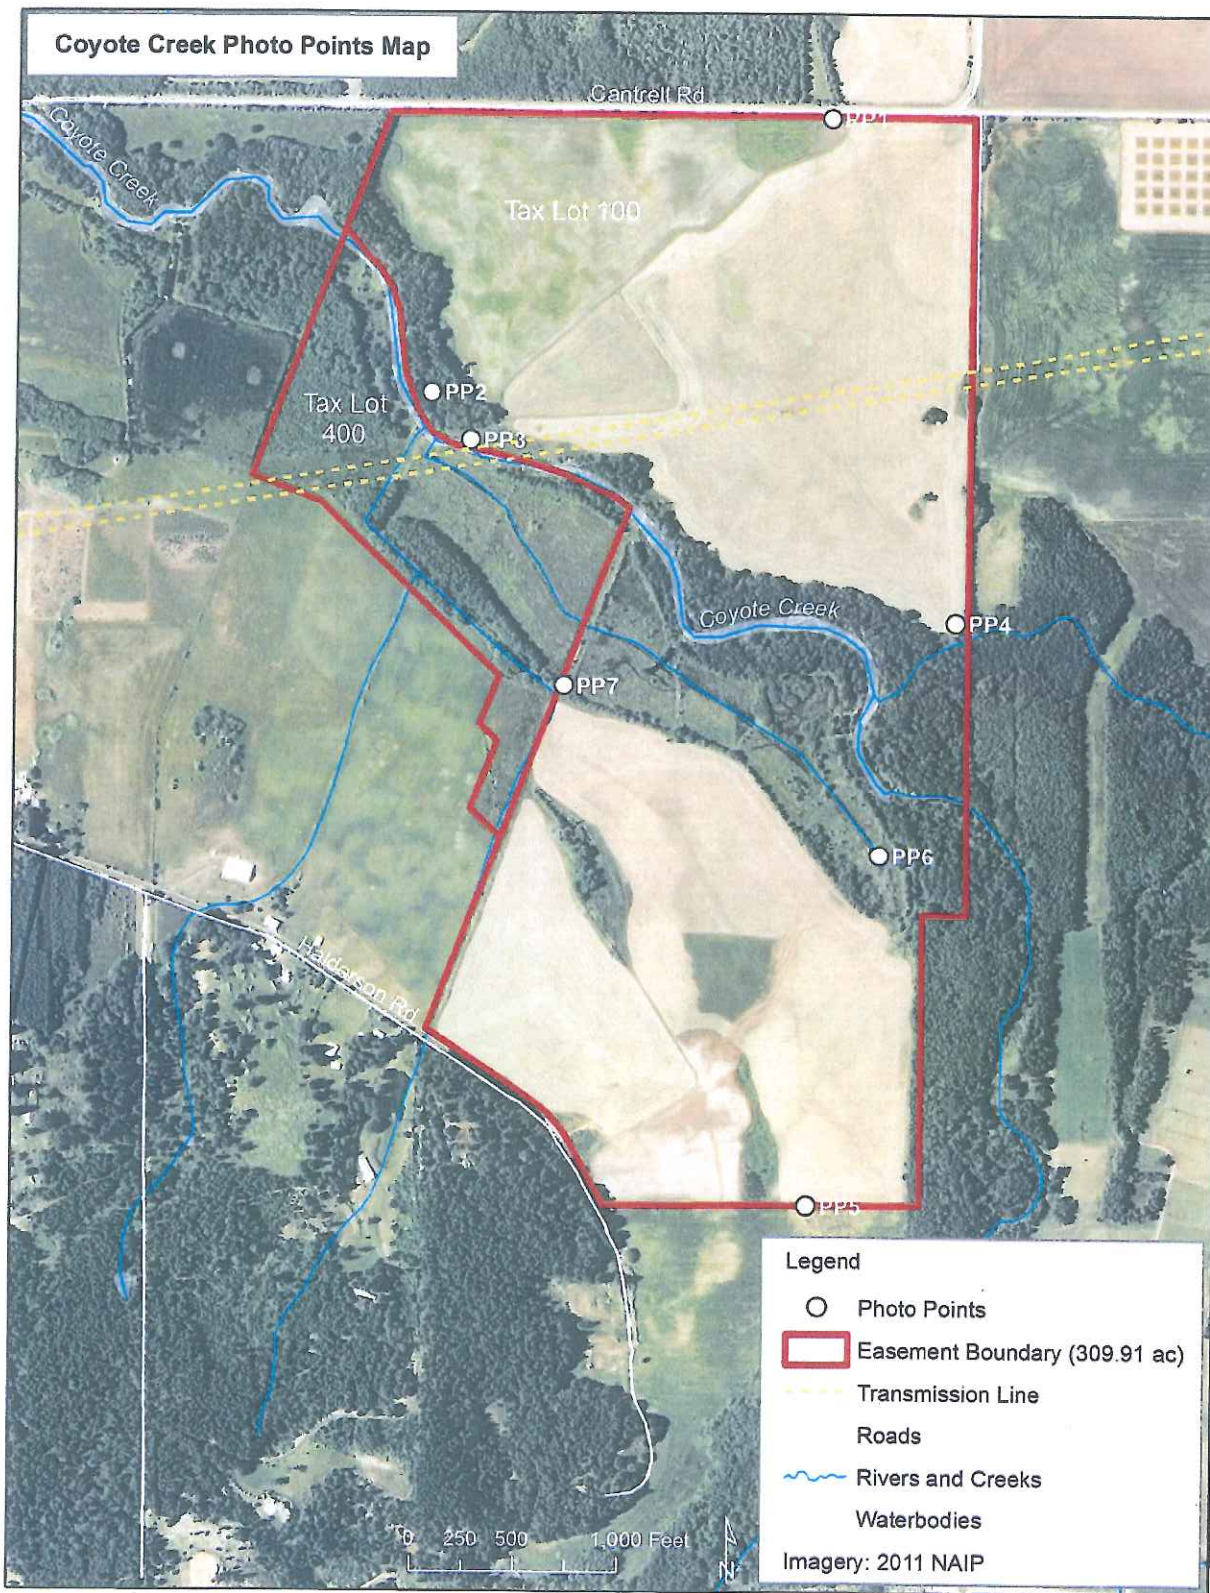 Coyote Creek Photo Points Map
Cantrell Rd
PP1
Coyote Creek
Tax Lot 100
PP2
Tax Lot
400
PP3
Coyote Creek
PP4
PP7
PP6
Halderson Rd
PP5
Legend
Photo Points
Easement Boundary (309.91 ac)
Transmission Line
Roads
Rivers and Creeks
Waterbodies
Imagery: 2011 NAIP
0 250 500 1,000 Feet
N